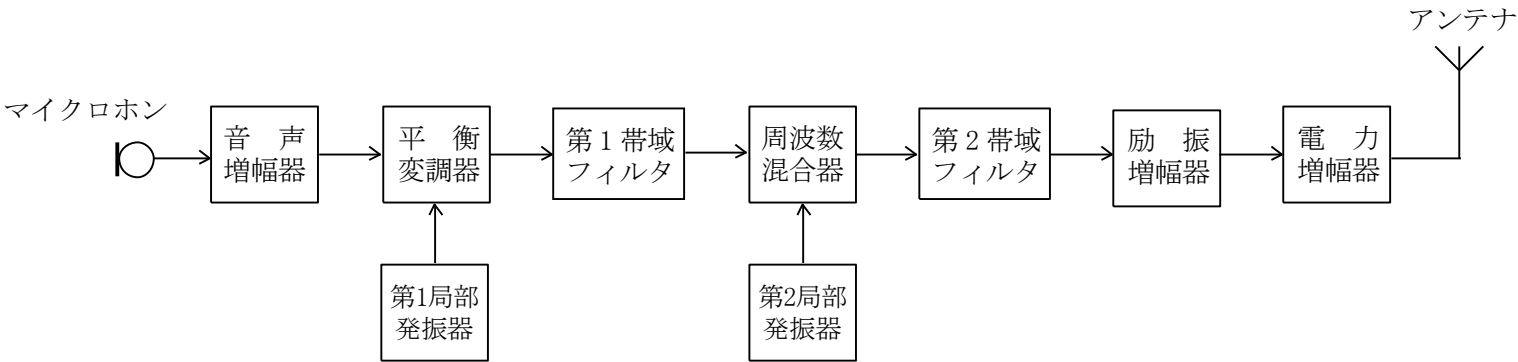 アンテナ
マイクロホン
音 声
増幅器
平 衡
変調器
第1帯域
フィルタ
周波数
混合器
第2帯域
フィルタ
励 振
増幅器
電 力
増幅器
第1局部
発振器
第2局部
発振器